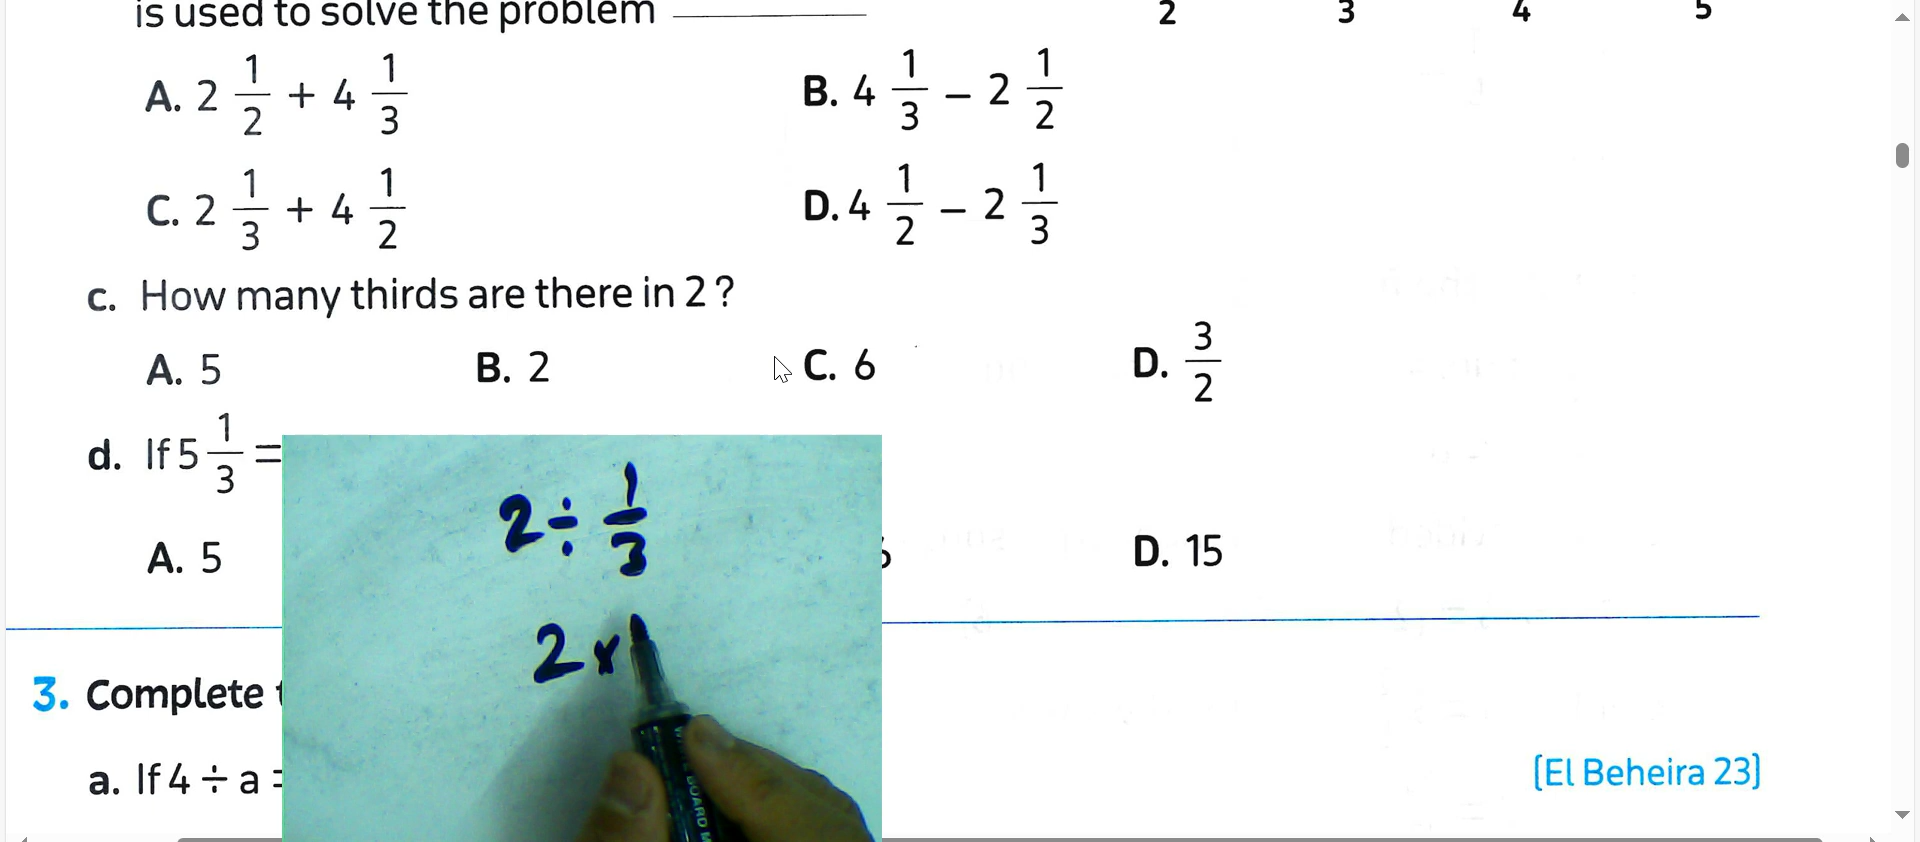 is used to solve the problem
2 3 4 5
A. 2 1/2 + 4 1/3
B. 4 1/3 – 2 1/2
C. 2 1/3 + 4 1/2
D. 4 1/2 – 2 1/3
c. How many thirds are there in 2 ?
A. 5 B. 2 C. 6 D. 3/2
d. If 5 1/3 =
A. 5 D. 15
2 ÷ 1/3
2 ×
3. Complete
a. If 4 ÷ a =
[El Beheira 23]